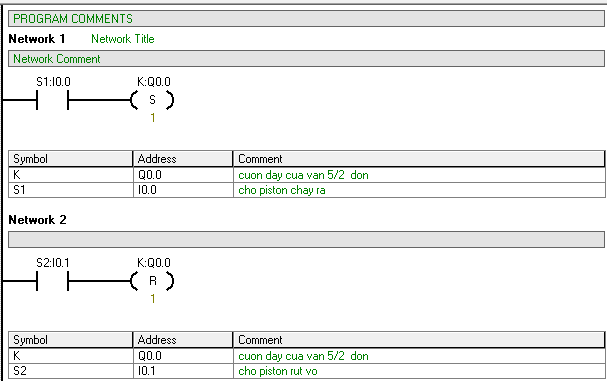 PROGRAM COMMENTS
Network 1 Network Title
Network Comment
S1:I0.0 K:Q0.0
S
1
Symbol Address Comment
K Q0.0 cuon day cua van 5/2 don
S1 I0.0 cho piston chay ra
Network 2
S2:I0.1 K:Q0.0
R
1
Symbol Address Comment
K Q0.0 cuon day cua van 5/2 don
S2 I0.1 cho piston rut vo